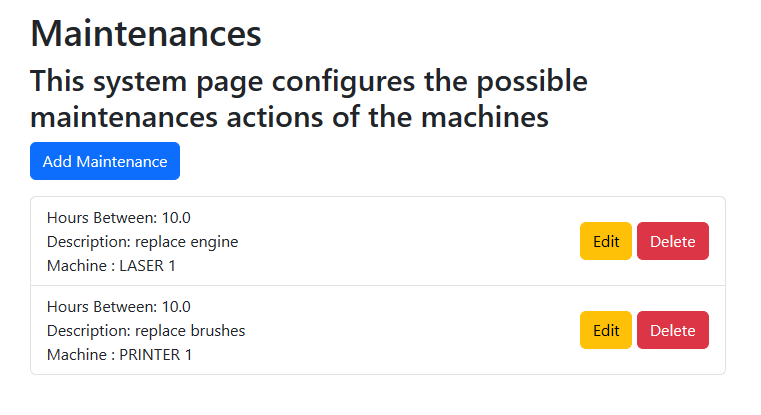 Maintenances
This system page configures the possible
maintenances actions of the machines
Add Maintenance
Hours Between: 10.0
Description: replace engine
Machine : LASER 1
Edit Delete
Hours Between: 10.0
Description: replace brushes
Machine : PRINTER 1
Edit Delete